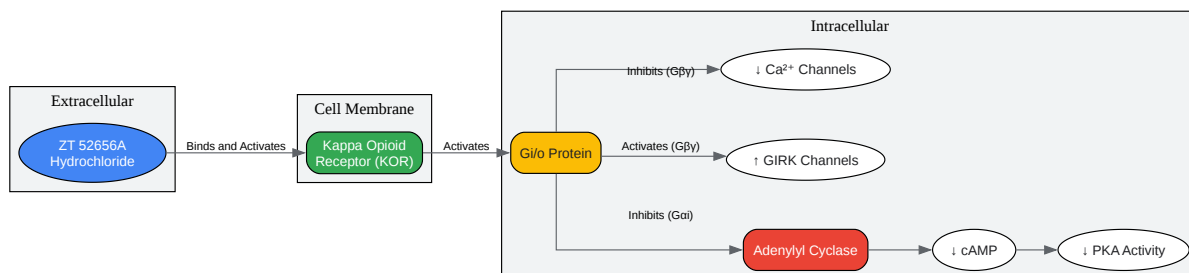 Extracellular
ZT 52656A
Hydrochloride
Binds and Activates
Cell Membrane
Kappa Opioid
Receptor (KOR)
Activates
Intracellular
Gi/o Protein
Inhibits (Gβγ)
↓ Ca²⁺ Channels
Activates (Gβγ)
↑ GIRK Channels
Inhibits (Gαi)
Adenylyl Cyclase
↓ cAMP
↓ PKA Activity